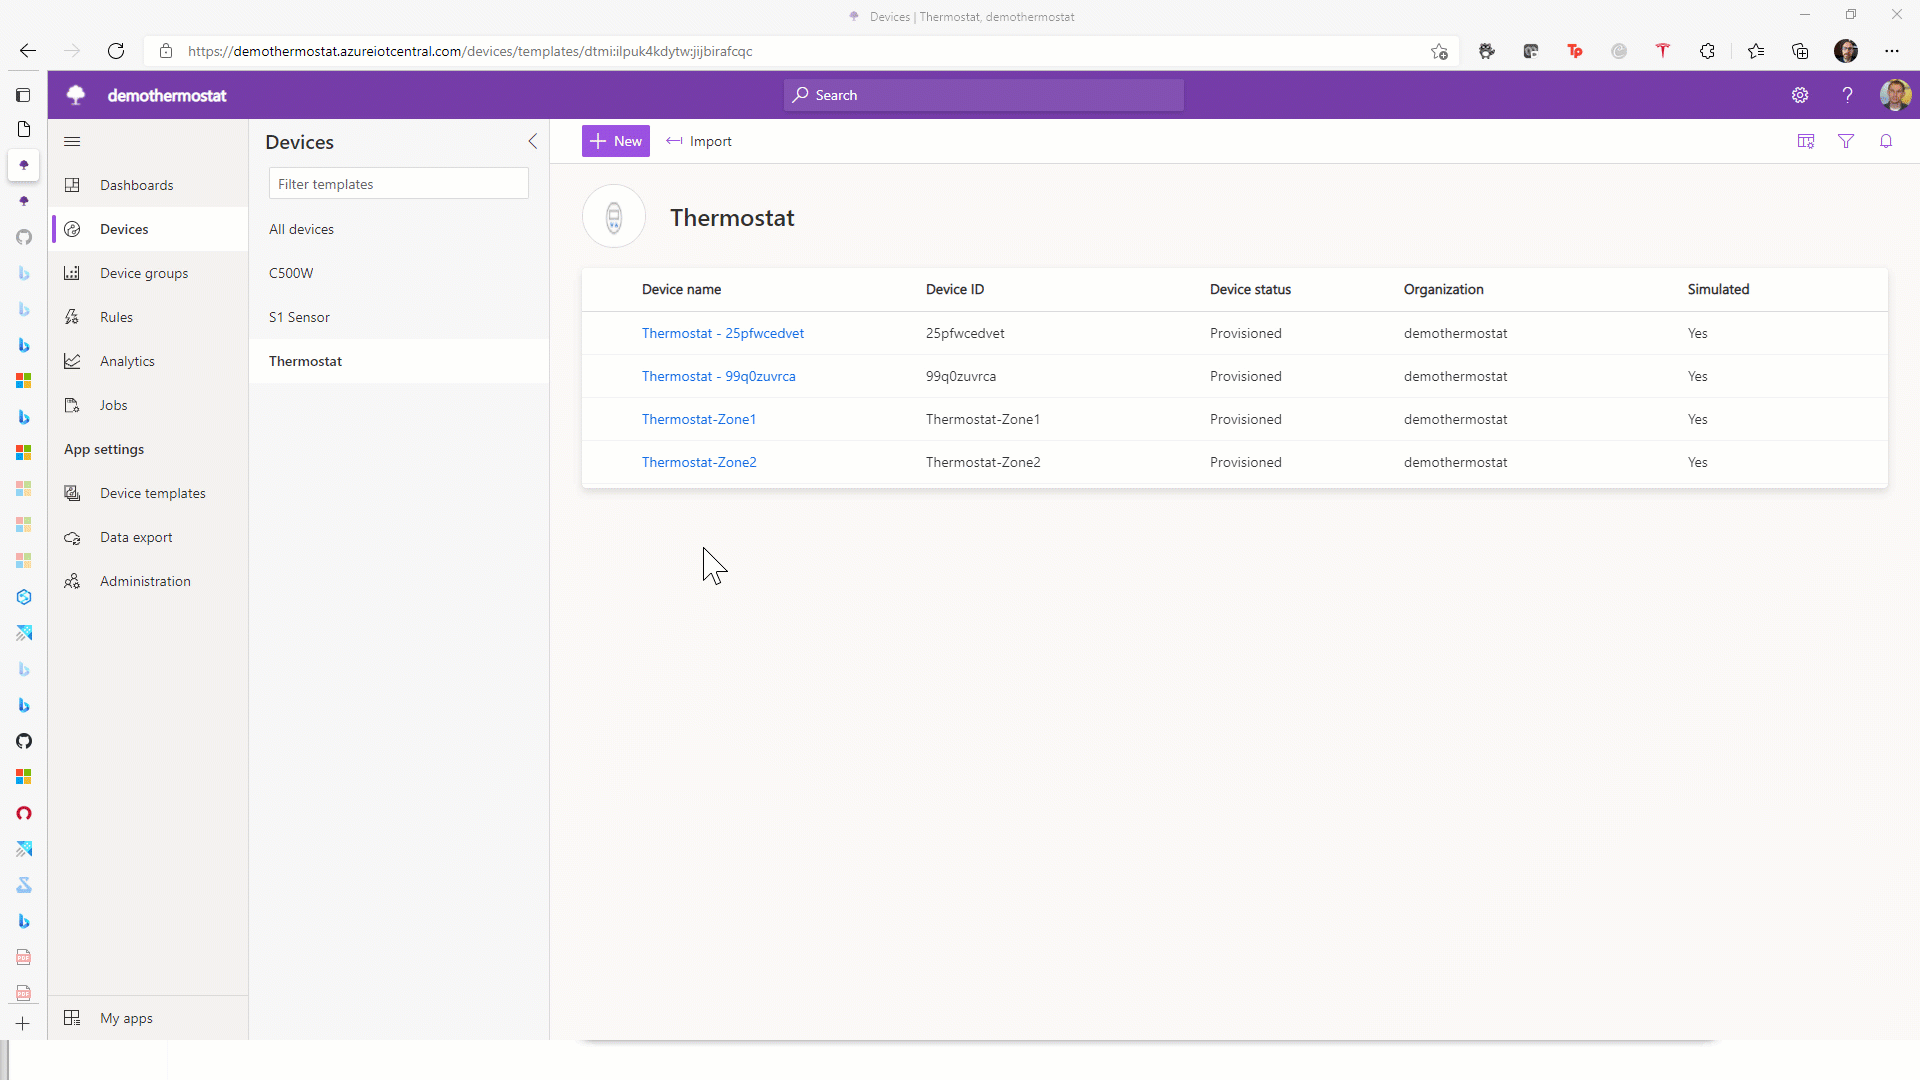 Devices | Thermostat, demothermostat
https://demothermostat.azureiotcentral.com/devices/templates/dtmi:ilpuk4kdytw:jijbirafcqc
demothermostat
Search
Dashboards
Devices
Device groups
Rules
Analytics
Jobs
App settings
Device templates
Data export
Administration
My apps
Devices
Filter templates
All devices
C500W
S1 Sensor
Thermostat
New
Import
Thermostat
Device name Device ID Device status Organization Simulated
Thermostat - 25pfwcedvet 25pfwcedvet Provisioned demothermostat Yes
Thermostat - 99q0zuvrca 99q0zuvrca Provisioned demothermostat Yes
Thermostat-Zone1 Thermostat-Zone1 Provisioned demothermostat Yes
Thermostat-Zone2 Thermostat-Zone2 Provisioned demothermostat Yes